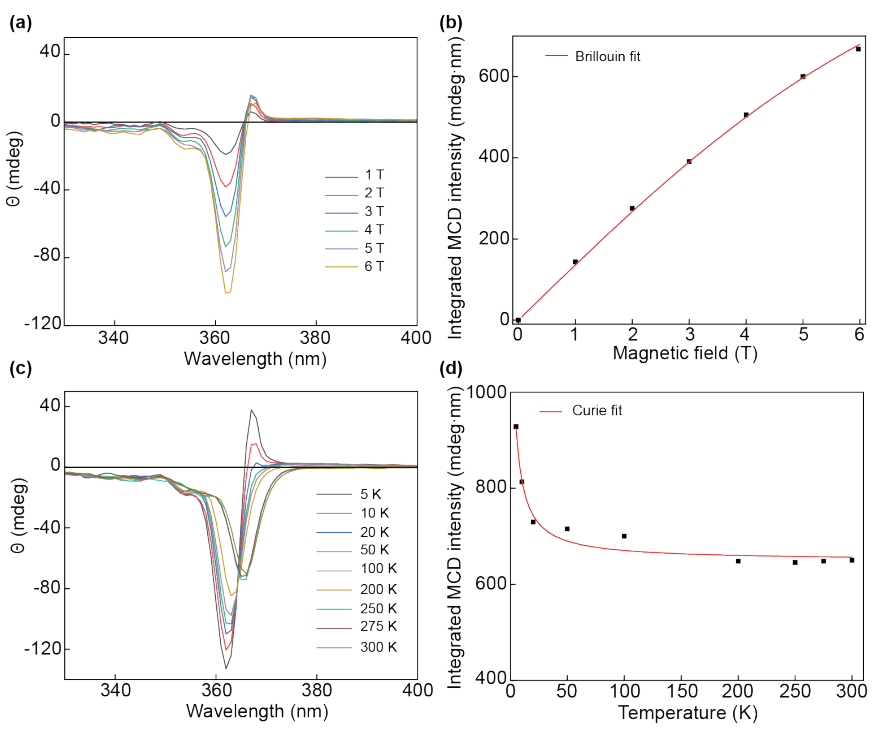 (a)
40
0
-40
-80
-120
Θ (mdeg)
1 T
2 T
3 T
4 T
5 T
6 T
340
360
380
400
Wavelength (nm)
(b)
Integrated MCD intensity (mdeg·nm)
600
400
200
0
Brillouin fit
0
1
2
3
4
5
6
Magnetic field (T)
(c)
40
0
-40
-80
-120
Θ (mdeg)
5 K
10 K
20 K
50 K
100 K
200 K
250 K
275 K
300 K
340
360
380
400
Wavelength (nm)
(d)
Integrated MCD intensity (mdeg·nm)
1000
800
600
400
Curie fit
0
50
100
150
200
250
300
Temperature (K)